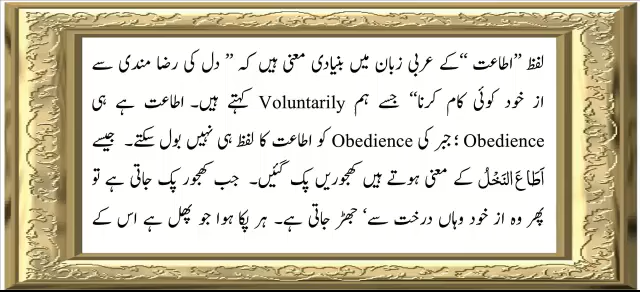 لفظ ”اطاعت“ کے عربی زبان میں بنیادی معنی ہیں کہ ” دل کی رضا مندی سے
از خود کوئی کام کرنا“ جسے ہم Voluntarily کہتے ہیں۔ اطاعت ہے ہی
Obedience ؛ جبر کی Obedience کو اطاعت کا لفظ ہی نہیں بول سکتے۔ جیسے
اَطَاعَ النَّخْلُ کے معنی ہوتے ہیں کھجوریں پک گئیں۔ جب کھجور پک جاتی ہے تو
پھر وہ از خود وہاں درخت سے‘ جھڑ جاتی ہے۔ ہر پکا ہوا جو پھل ہے اس کے